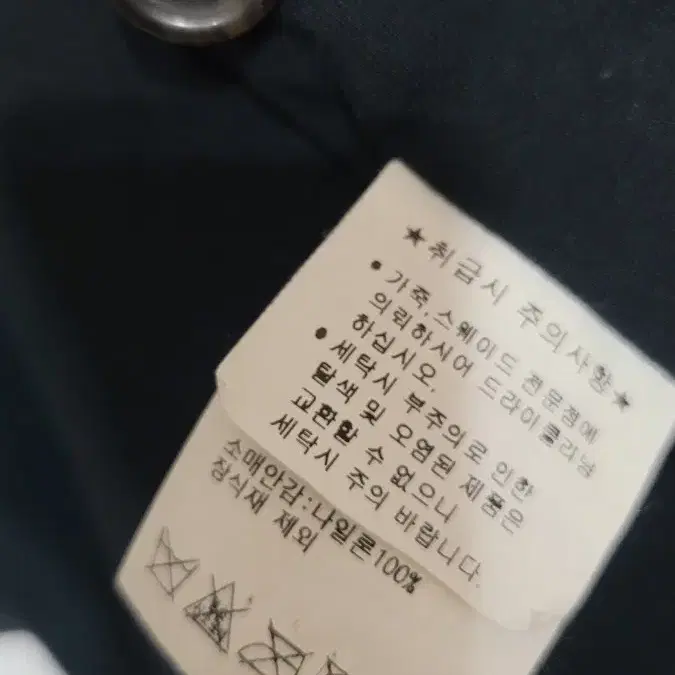 ★취급시 주의사항★
● 가죽,스웨이드 전문점에
의뢰하시어 드라이클리닝
하십시오.
● 세탁시 부주의로 인한
탈색 및 오염된 제품은
교환할 수 없으니
세탁시 주의 바랍니다.
소매안감:나일론100%
장식재 제외